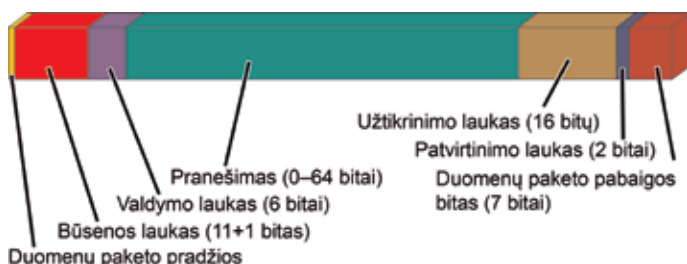 Užtikrinimo laukas (16 bitų)
Patvirtinimo laukas (2 bitai)
Pranešimas (0–64 bitai)
Duomenų paketo pabaigos
bitas (7 bitai)
Valdymo laukas (6 bitai)
Būsenos laukas (11+1 bitas)
Duomenų paketo pradžios